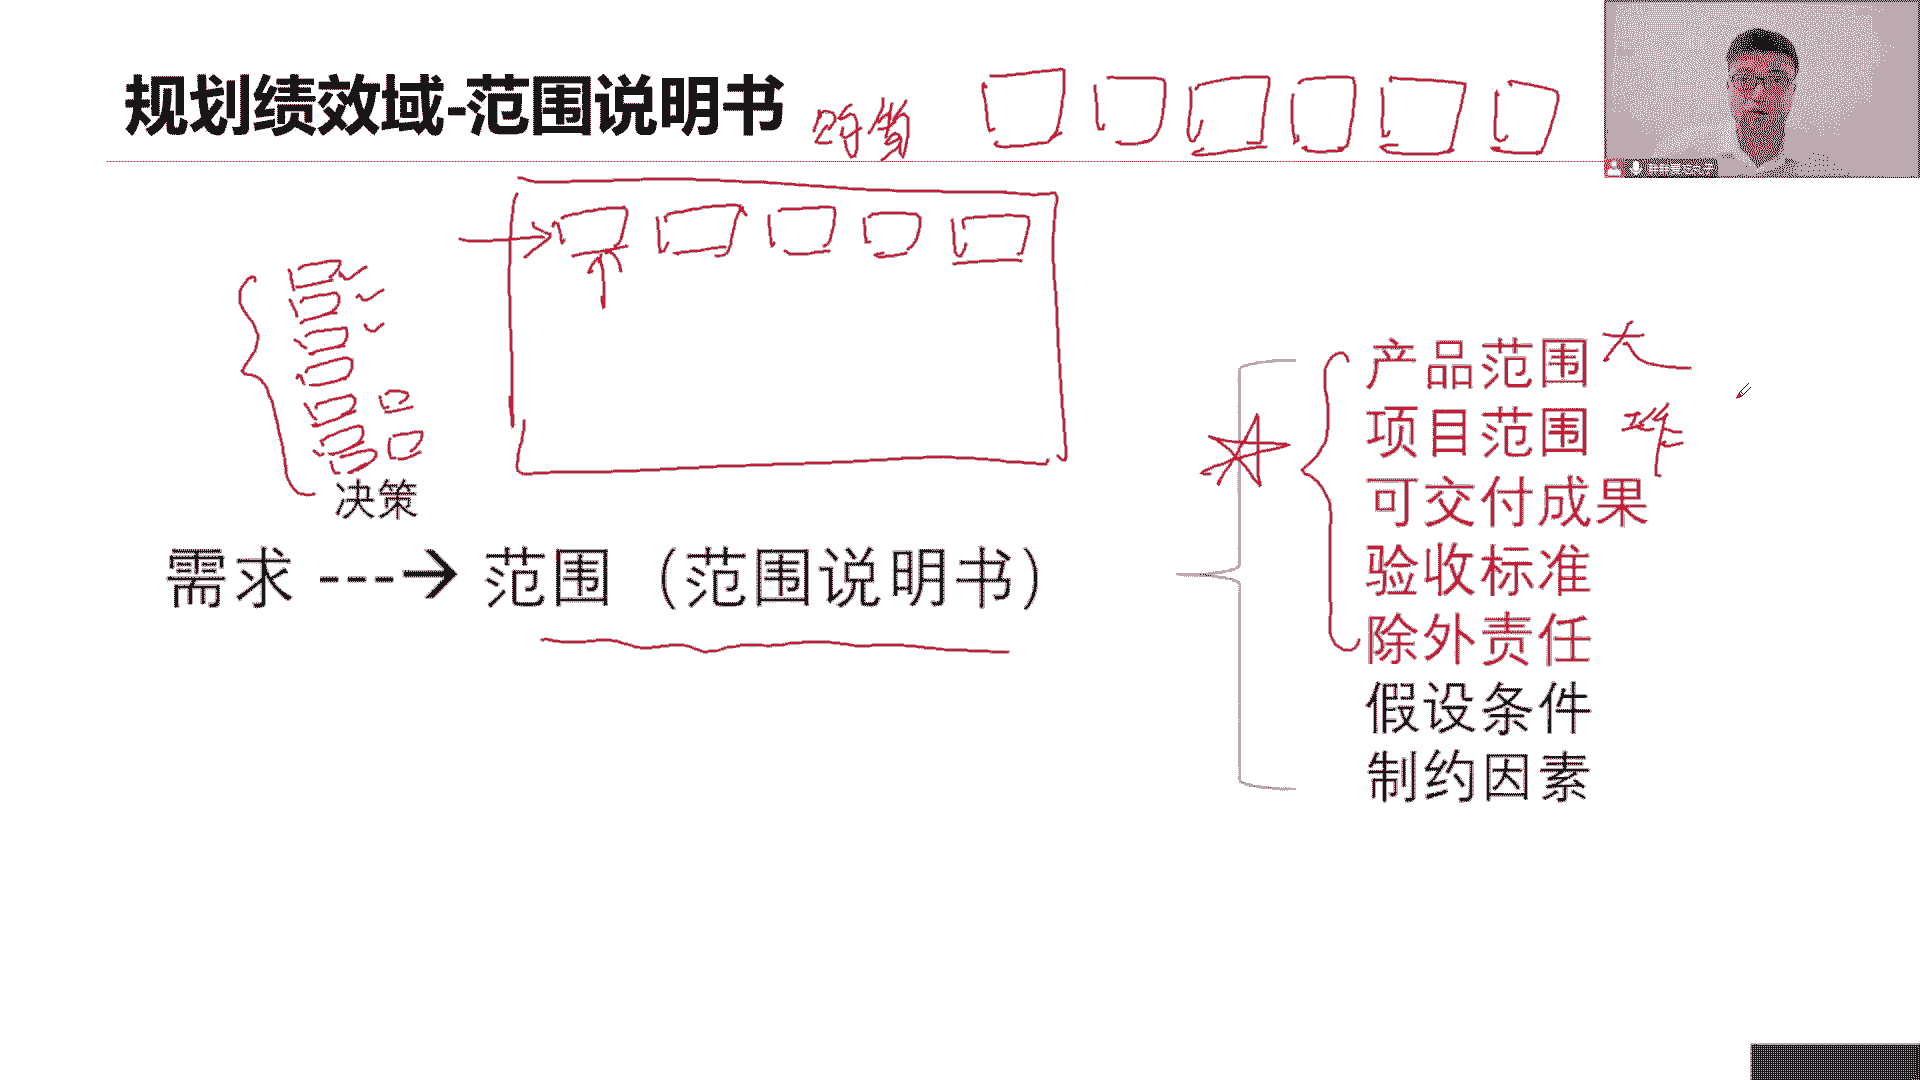 规划绩效域-范围说明书
决策
需求 ---→ 范围（范围说明书）
产品范围 大
项目范围
可交付成果
验收标准
除外责任
假设条件
制约因素